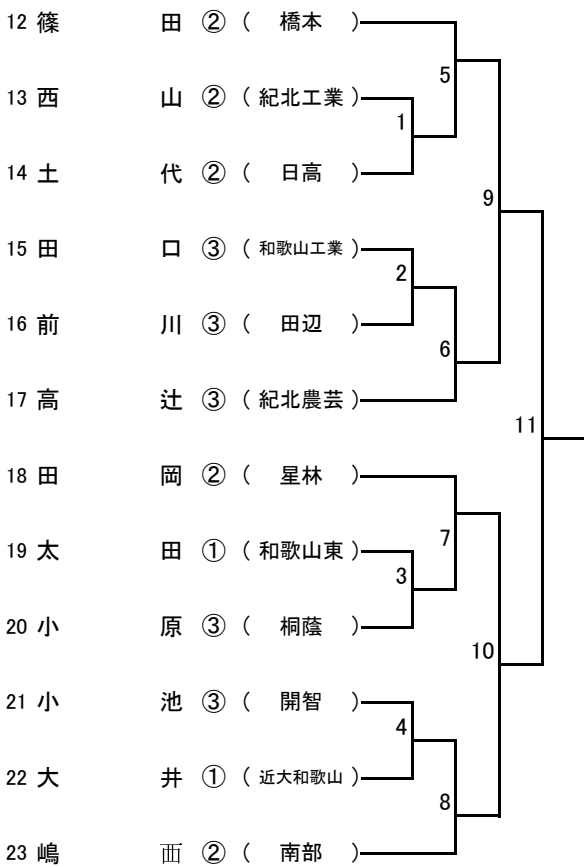 12 篠 田 ② ( 橋本 )
5
13 西 山 ② ( 紀北工業 )
1
14 土 代 ② ( 日高 )
9
15 田 口 ③ ( 和歌山工業 )
2
16 前 川 ③ ( 田辺 )
6
17 高 辻 ③ ( 紀北農芸 )
11
18 田 岡 ② ( 星林 )
7
19 太 田 ① ( 和歌山東 )
3
20 小 原 ③ ( 桐蔭 )
10
21 小 池 ③ ( 開智 )
4
22 大 井 ① ( 近大和歌山 )
8
23 嶋 田 ② ( 南部 )